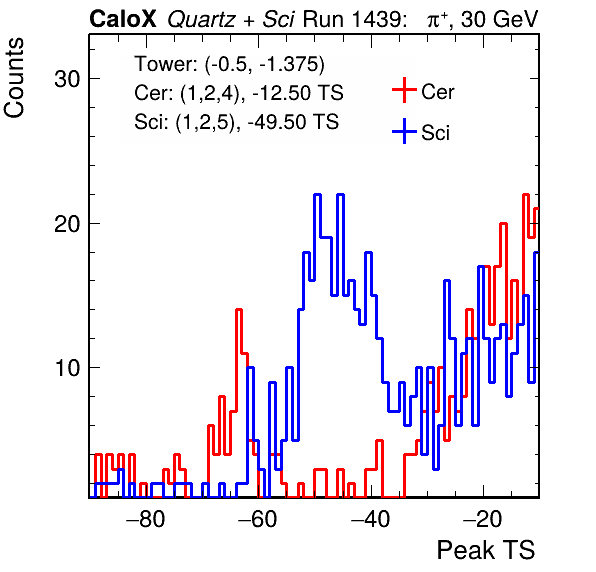 CaloX Quartz + Sci Run 1439: π⁺, 30 GeV
Counts
Tower: (-0.5, -1.375)
Cer: (1,2,4), -12.50 TS
Sci: (1,2,5), -49.50 TS
Cer
Sci
30
20
10
−80 −60 −40 −20
Peak TS